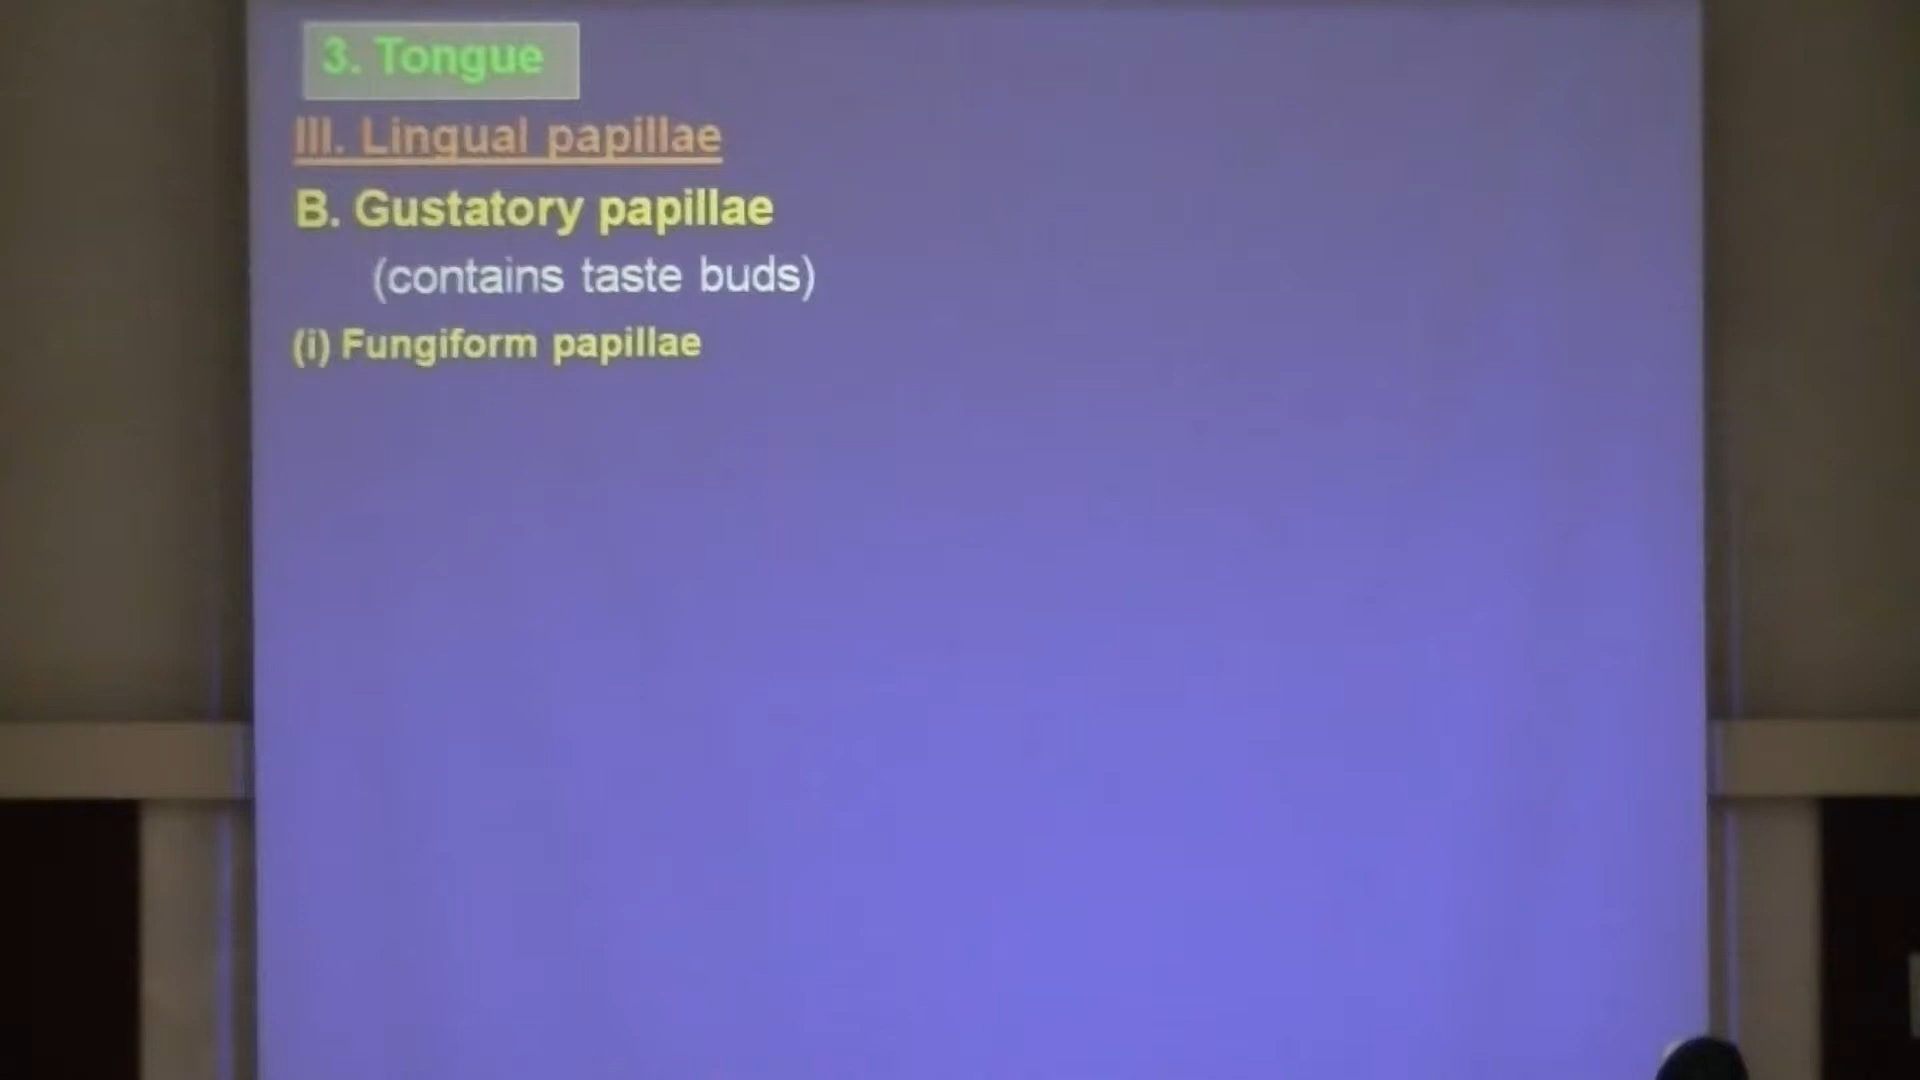 3. Tongue
III. Lingual papillae
B. Gustatory papillae
(contains taste buds)
(i) Fungiform papillae